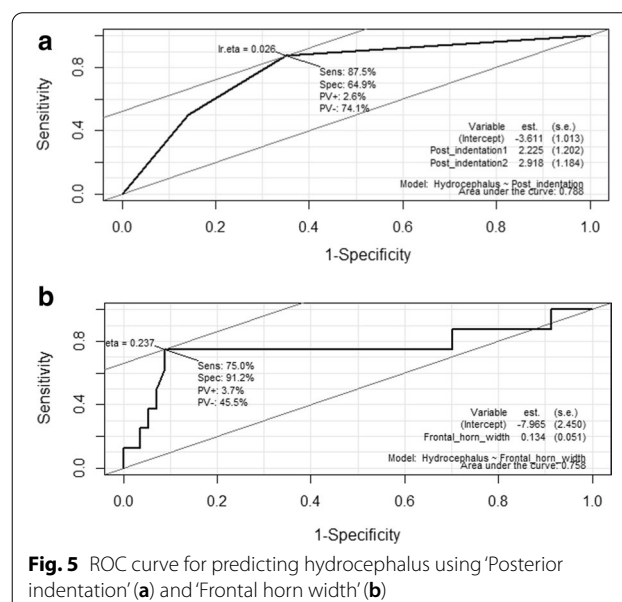 a
lr.eta = 0.026
Sens: 87.5%
Spec: 64.9%
PV+: 2.6%
PV-: 74.1%
Variable est. (s.e.)
(Intercept) -3.611 (1.013)
Post_indentation1 2.225 (1.202)
Post_indentation2 2.918 (1.184)
Model: Hydrocephalus ~ Post_indentation
Area under the curve: 0.788
Sensitivity
0.0 0.4 0.8
0.0 0.2 0.4 0.6 0.8 1.0
1-Specificity
b
eta = 0.237
Sens: 75.0%
Spec: 91.2%
PV+: 3.7%
PV-: 45.5%
Variable est. (s.e.)
(Intercept) -7.965 (2.450)
Frontal_horn_width 0.134 (0.051)
Model: Hydrocephalus ~ Frontal_horn_width
Area under the curve: 0.758
Sensitivity
0.0 0.4 0.8
0.0 0.2 0.4 0.6 0.8 1.0
1-Specificity
Fig. 5 ROC curve for predicting hydrocephalus using 'Posterior
indentation' (a) and 'Frontal horn width' (b)